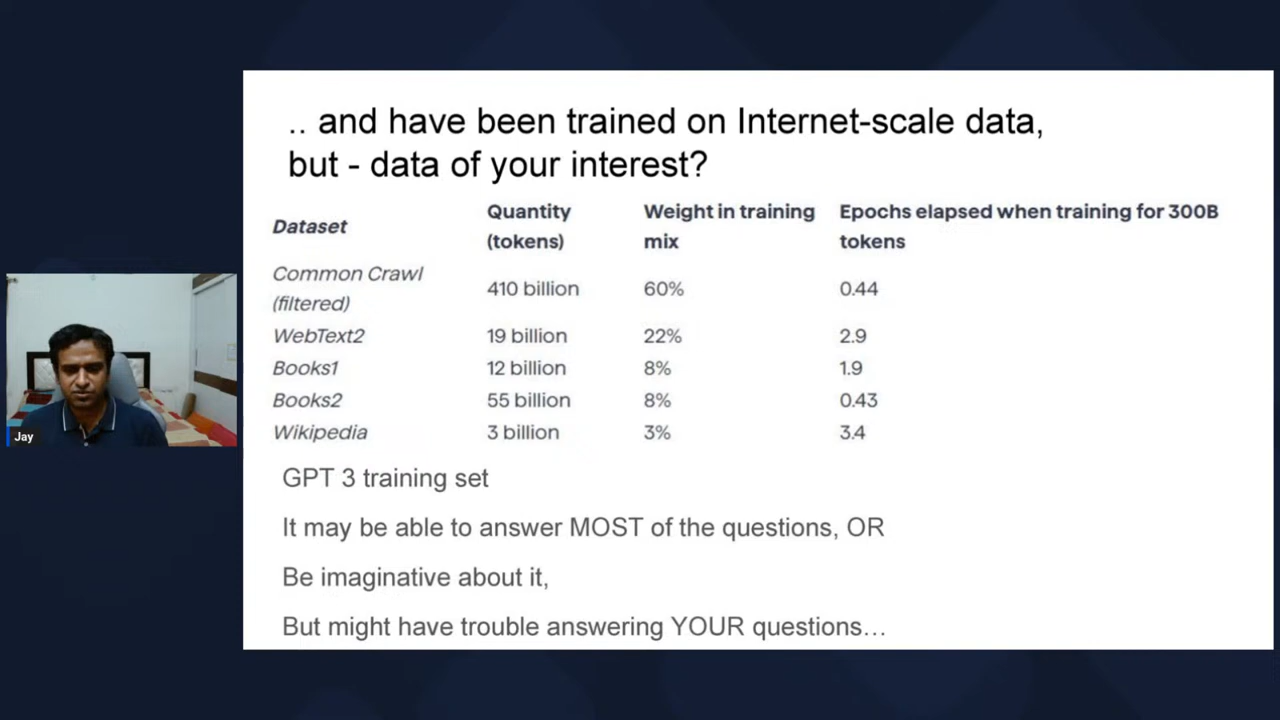 .. and have been trained on Internet-scale data,
but - data of your interest?
Dataset Quantity (tokens) Weight in training mix Epochs elapsed when training for 300B tokens
Common Crawl (filtered) 410 billion 60% 0.44
WebText2 19 billion 22% 2.9
Books1 12 billion 8% 1.9
Books2 55 billion 8% 0.43
Wikipedia 3 billion 3% 3.4
GPT 3 training set
It may be able to answer MOST of the questions, OR
Be imaginative about it,
But might have trouble answering YOUR questions…
Jay